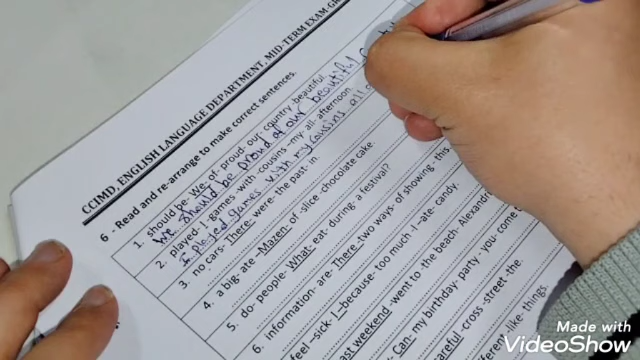 CCIMD, ENGLISH LANGUAGE DEPARTMENT, MID-TERM EXAM-
6 - Read and re-arrange to make correct sentences.
1. should be- We -of- proud- our- country beautiful.
We should be proud of our beautiful
2. played- I -games -with -cousins -my- all- afternoon.
I played games with my cousins all
3. no cars- There- were- the past- in.
4. a big- ate -Mazen- of -slice -chocolate cake.
5. do- people- What- eat- during- a festival?
6. Information- are- There -two ways- of showing -this.
feel -sick- I -because- too much -I -ate- candy.
ast weekend -went to the beach- Alexandri
Can- my birthday- party - you- come
careful -cross -street -the.
erent -like- things.
Made with
VideoShow